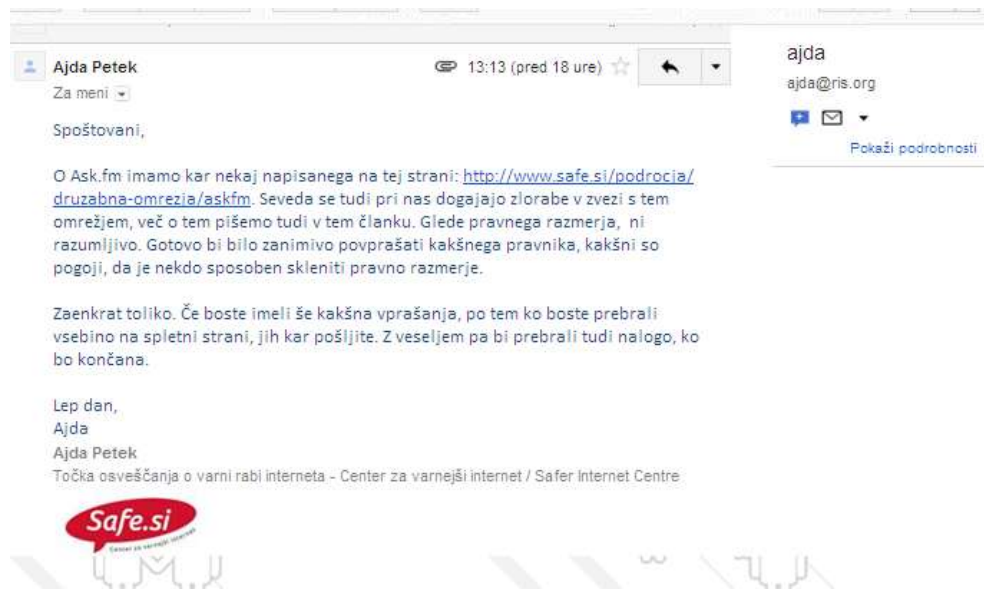 Ajda Petek
13:13 (pred 18 ure)
Za meni
ajda
ajda@ris.org
Pokaži podrobnosti
Spoštovani,
O Ask.fm imamo kar nekaj napisanega na tej strani: http://www.safe.si/podrocja/
druzabna-omrezja/askfm. Seveda se tudi pri nas dogajajo zlorabe v zvezi s tem
omrežjem, več o tem pišemo tudi v tem članku. Glede pravnega razmerja, ni
razumljivo. Gotovo bi bilo zanimivo povprašati kakšnega pravnika, kakšni so
pogoji, da je nekdo sposoben skleniti pravno razmerje.
Zaenkrat toliko. Če boste imeli še kakšna vprašanja, po tem ko boste prebrali
vsebino na spletni strani, jih kar pošljite. Z veseljem pa bi prebrali tudi nalogo, ko
bo končana.
Lep dan,
Ajda
Ajda Petek
Točka osveščanja o varni rabi interneta - Center za varnejši internet / Safer Internet Centre
Safe.si
Center za varnejši internet